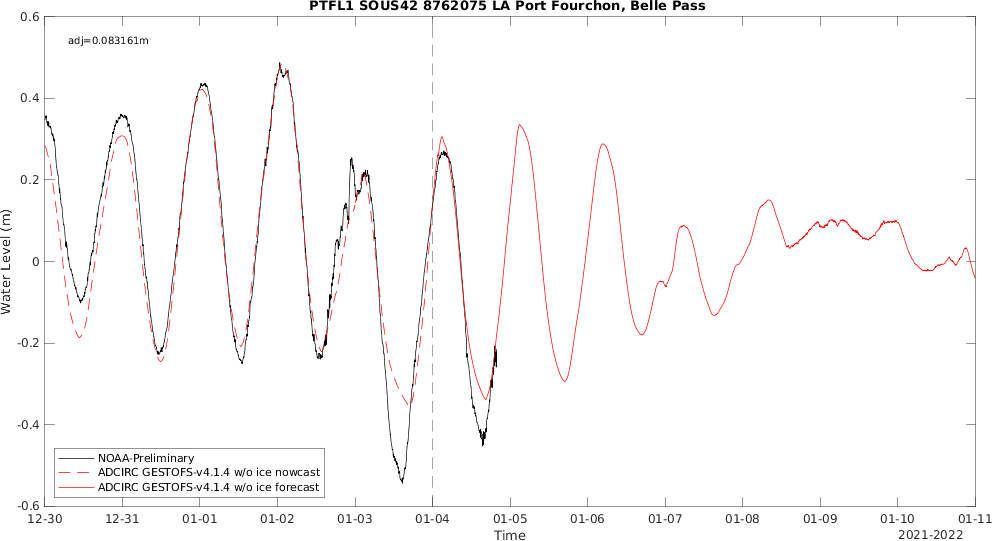 PTFL1 SOUS42 8762075 LA Port Fourchon, Belle Pass
adj=0.083161m
0.6
0.4
0.2
0
-0.2
-0.4
-0.6
Water Level (m)
NOAA-Preliminary
ADCIRC GESTOFS-v4.1.4 w/o ice nowcast
ADCIRC GESTOFS-v4.1.4 w/o ice forecast
12-30 12-31 01-01 01-02 01-03 01-04 01-05 01-06 01-07 01-08 01-09 01-10 01-11
Time
2021-2022